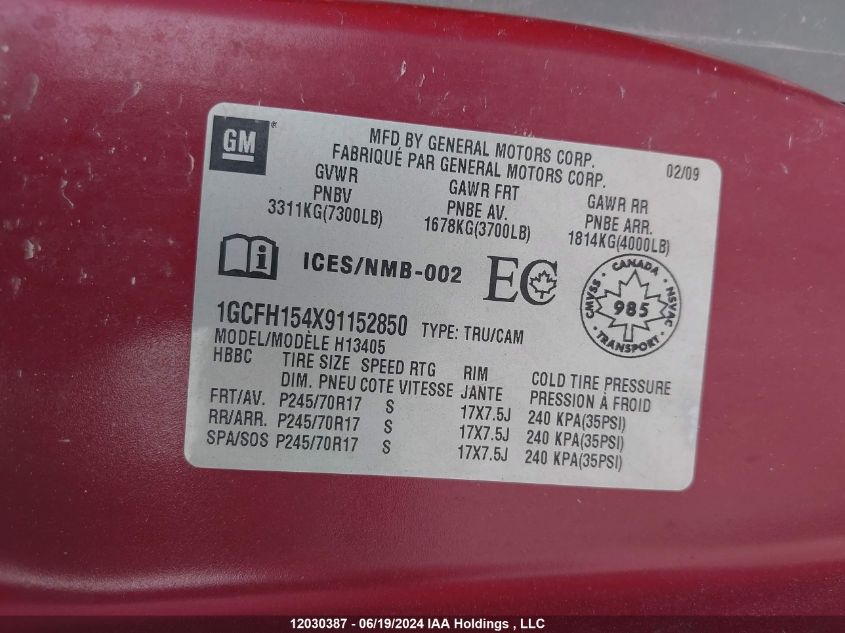 GM
MFD BY GENERAL MOTORS CORP.
FABRIQUÉ PAR GENERAL MOTORS CORP.
02/09
GVWR GAWR FRT GAWR RR
PNBV PNBE AV. PNBE ARR.
3311KG(7300LB) 1678KG(3700LB) 1814KG(4000LB)
i ICES/NMB-002 EC
CANADA
CMVSS 985 NSVAC
TRANSPORT
1GCFH154X91152850 TYPE: TRU/CAM
MODEL/MODÈLE H13405
HBBC TIRE SIZE SPEED RTG RIM COLD TIRE PRESSURE
DIM. PNEU COTE VITESSE JANTE PRESSION À FROID
FRT/AV. P245/70R17 S 17X7.5J 240 KPA(35PSI)
RR/ARR. P245/70R17 S 17X7.5J 240 KPA(35PSI)
SPA/SOS P245/70R17 S 17X7.5J 240 KPA(35PSI)
12030387 - 06/19/2024 IAA Holdings , LLC